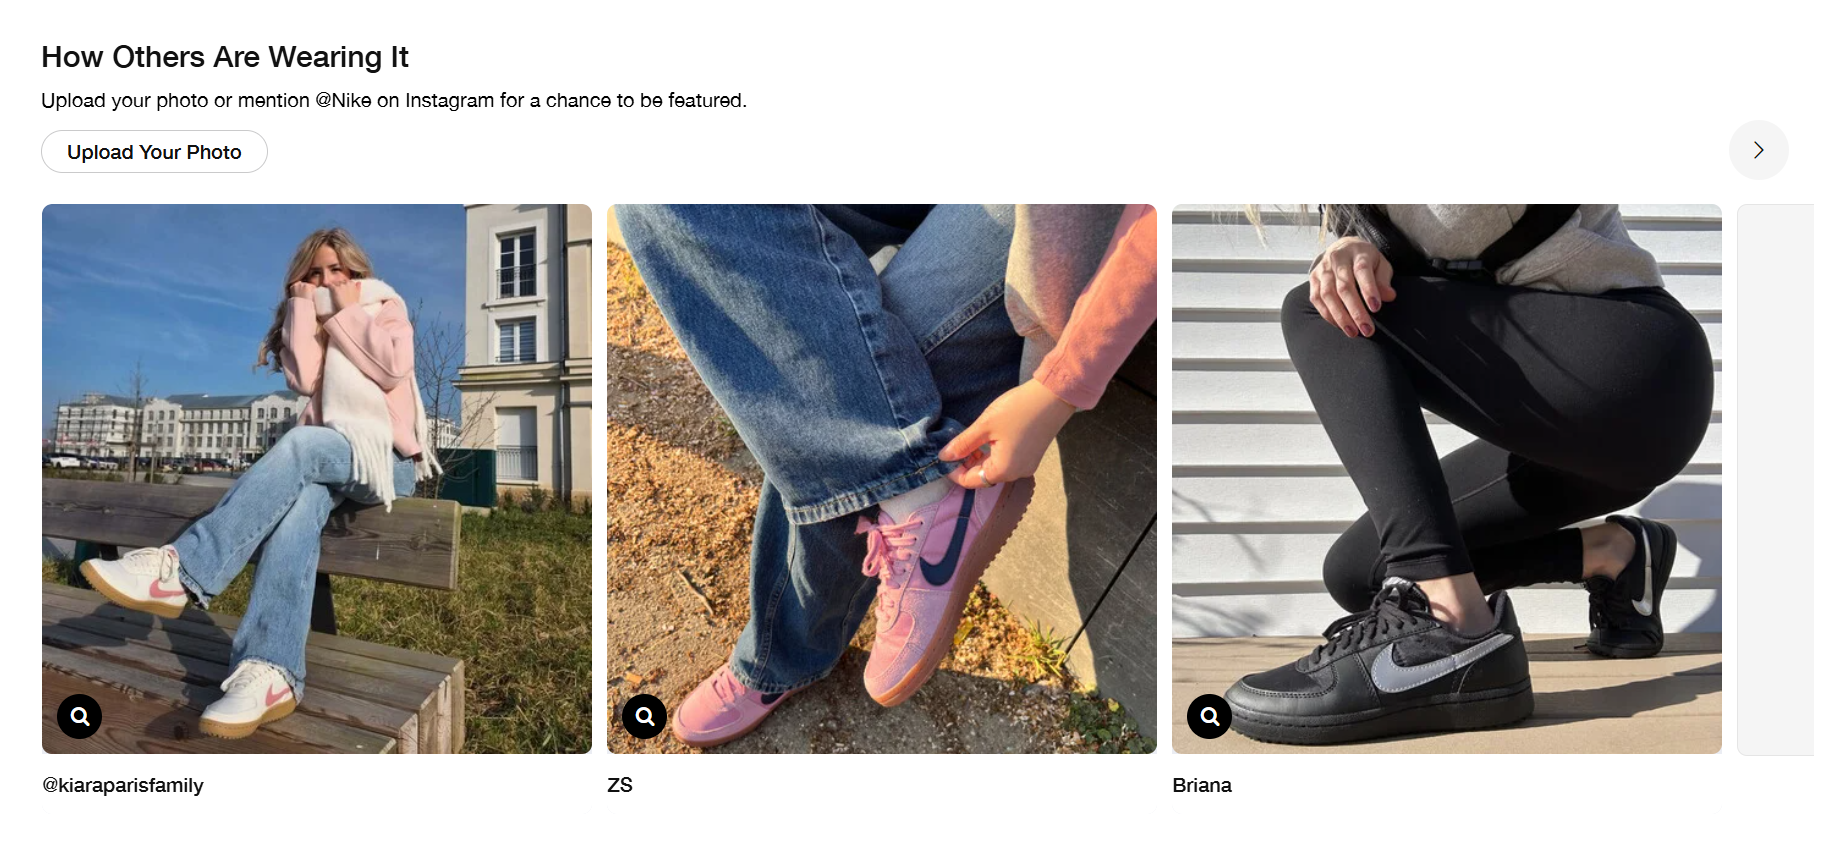 How Others Are Wearing It
Upload your photo or mention @Nike on Instagram for a chance to be featured.
Upload Your Photo
@kiaraparisfamily
ZS
Briana